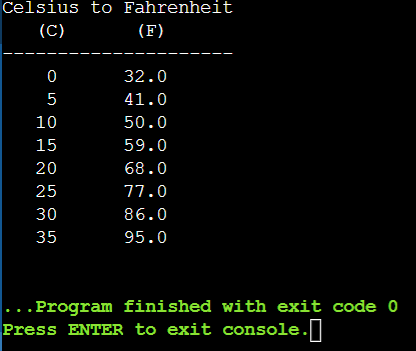 Celsius to Fahrenheit
   (C)      (F)
---------------------
    0      32.0
    5      41.0
   10      50.0
   15      59.0
   20      68.0
   25      77.0
   30      86.0
   35      95.0
...Program finished with exit code 0
Press ENTER to exit console.